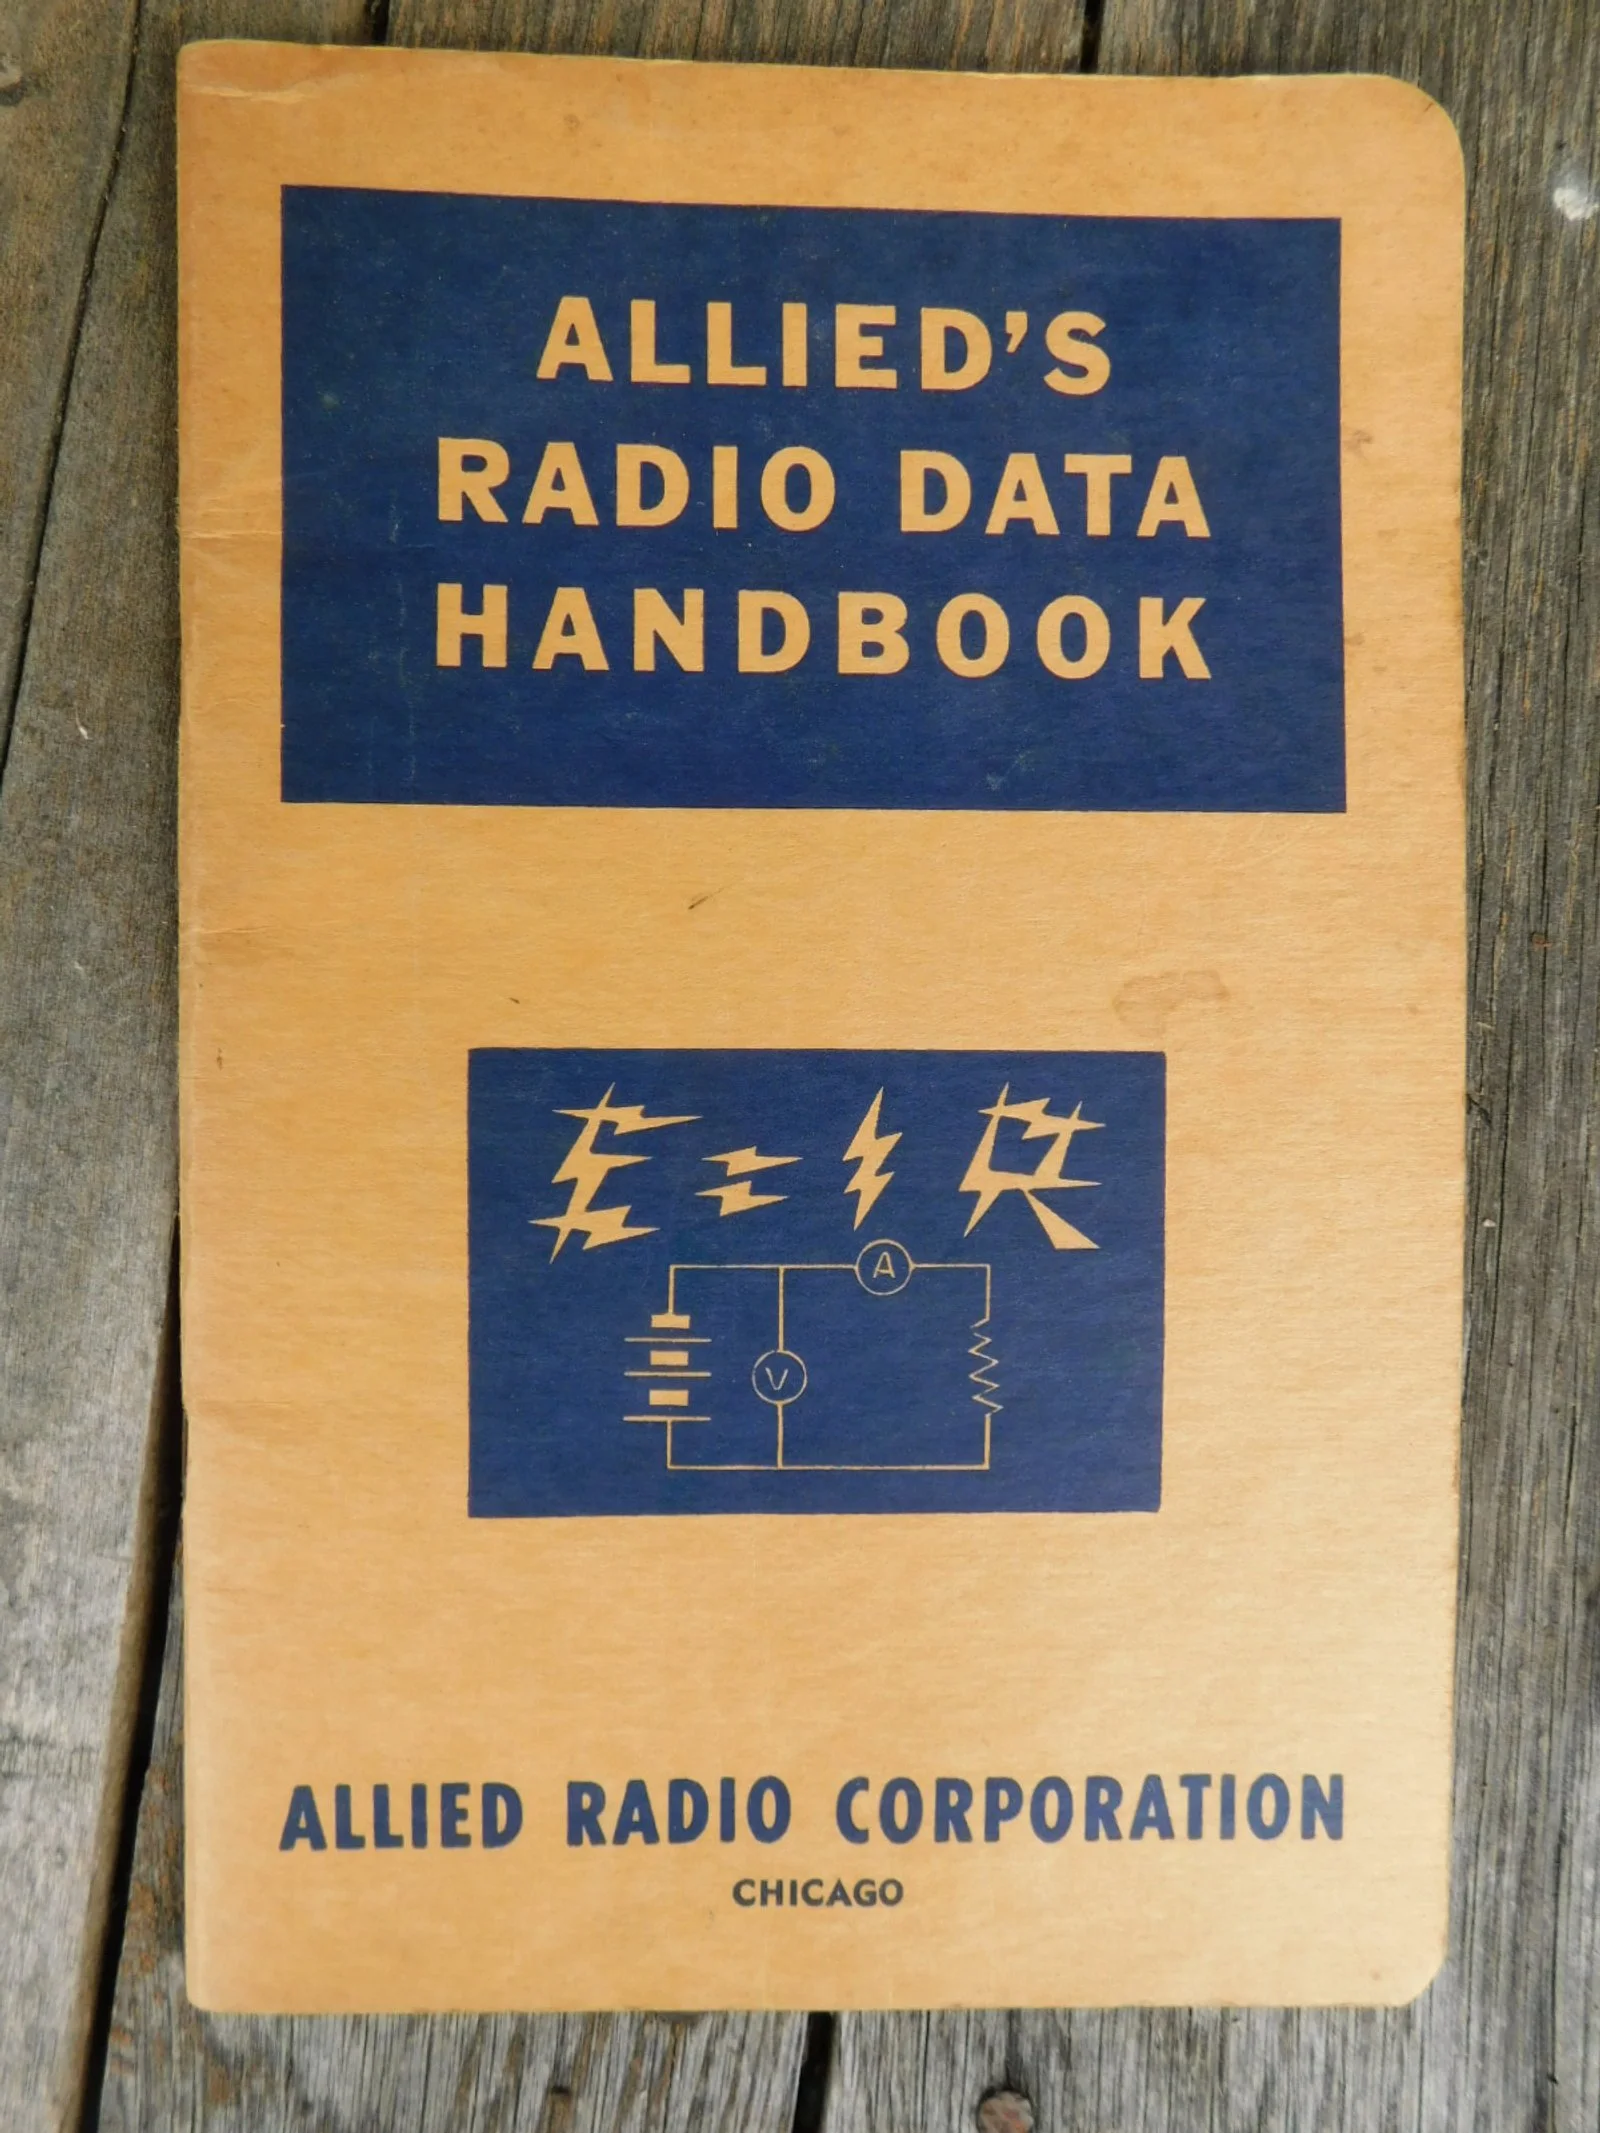 ALLIED'S
RADIO DATA
HANDBOOK
E=IR
A
V
ALLIED RADIO CORPORATION
CHICAGO